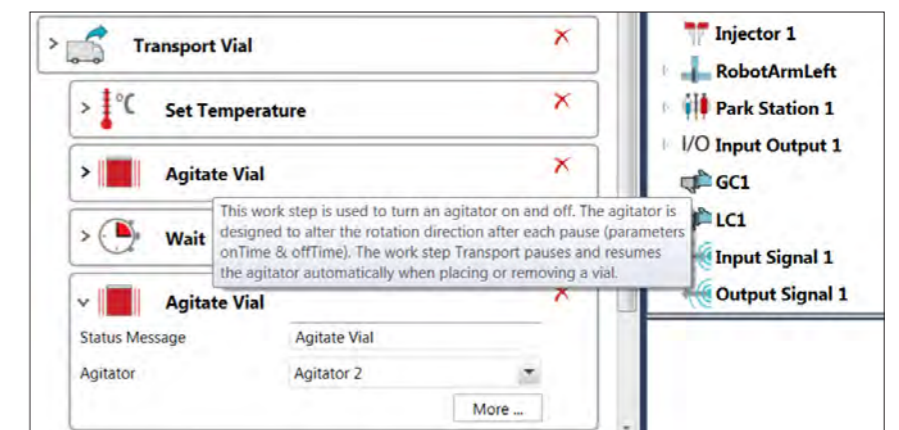 > Transport Vial
> °C Set Temperature
> Agitate Vial
This work step is used to turn an agitator on and off. The agitator is
designed to alter the rotation direction after each pause (parameters
onTime & offTime). The work step Transport pauses and resumes
the agitator automatically when placing or removing a vial.
> Wait
Agitate Vial
Status Message Agitate Vial
Agitator Agitator 2
More ...
Injector 1
RobotArmLeft
Park Station 1
I/O Input Output 1
GC1
LC1
Input Signal 1
Output Signal 1